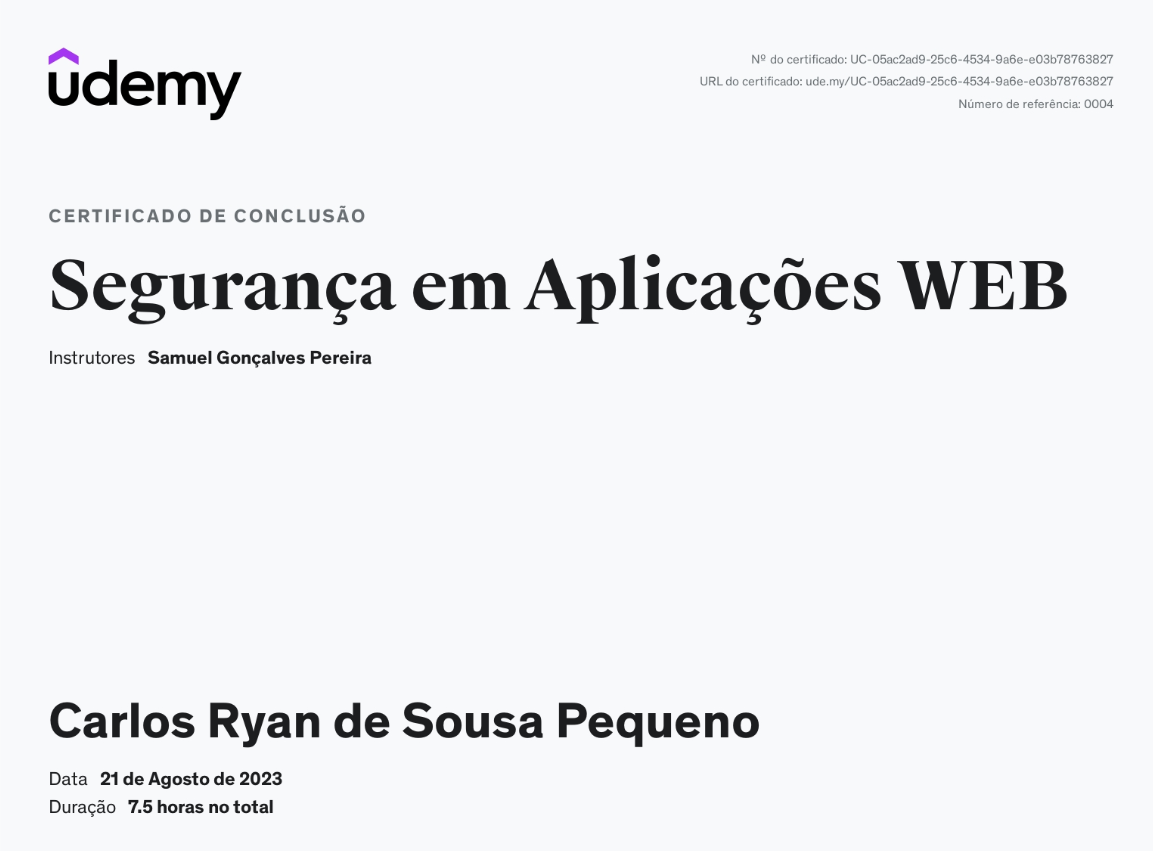 udemy
Nº do certificado: UC-05ac2ad9-25c6-4534-9a6e-e03b78763827
URL do certificado: ude.my/UC-05ac2ad9-25c6-4534-9a6e-e03b78763827
Número de referência: 0004
CERTIFICADO DE CONCLUSÃO
Segurança em Aplicações WEB
Instrutores Samuel Gonçalves Pereira
Carlos Ryan de Sousa Pequeno
Data 21 de Agosto de 2023
Duração 7.5 horas no total